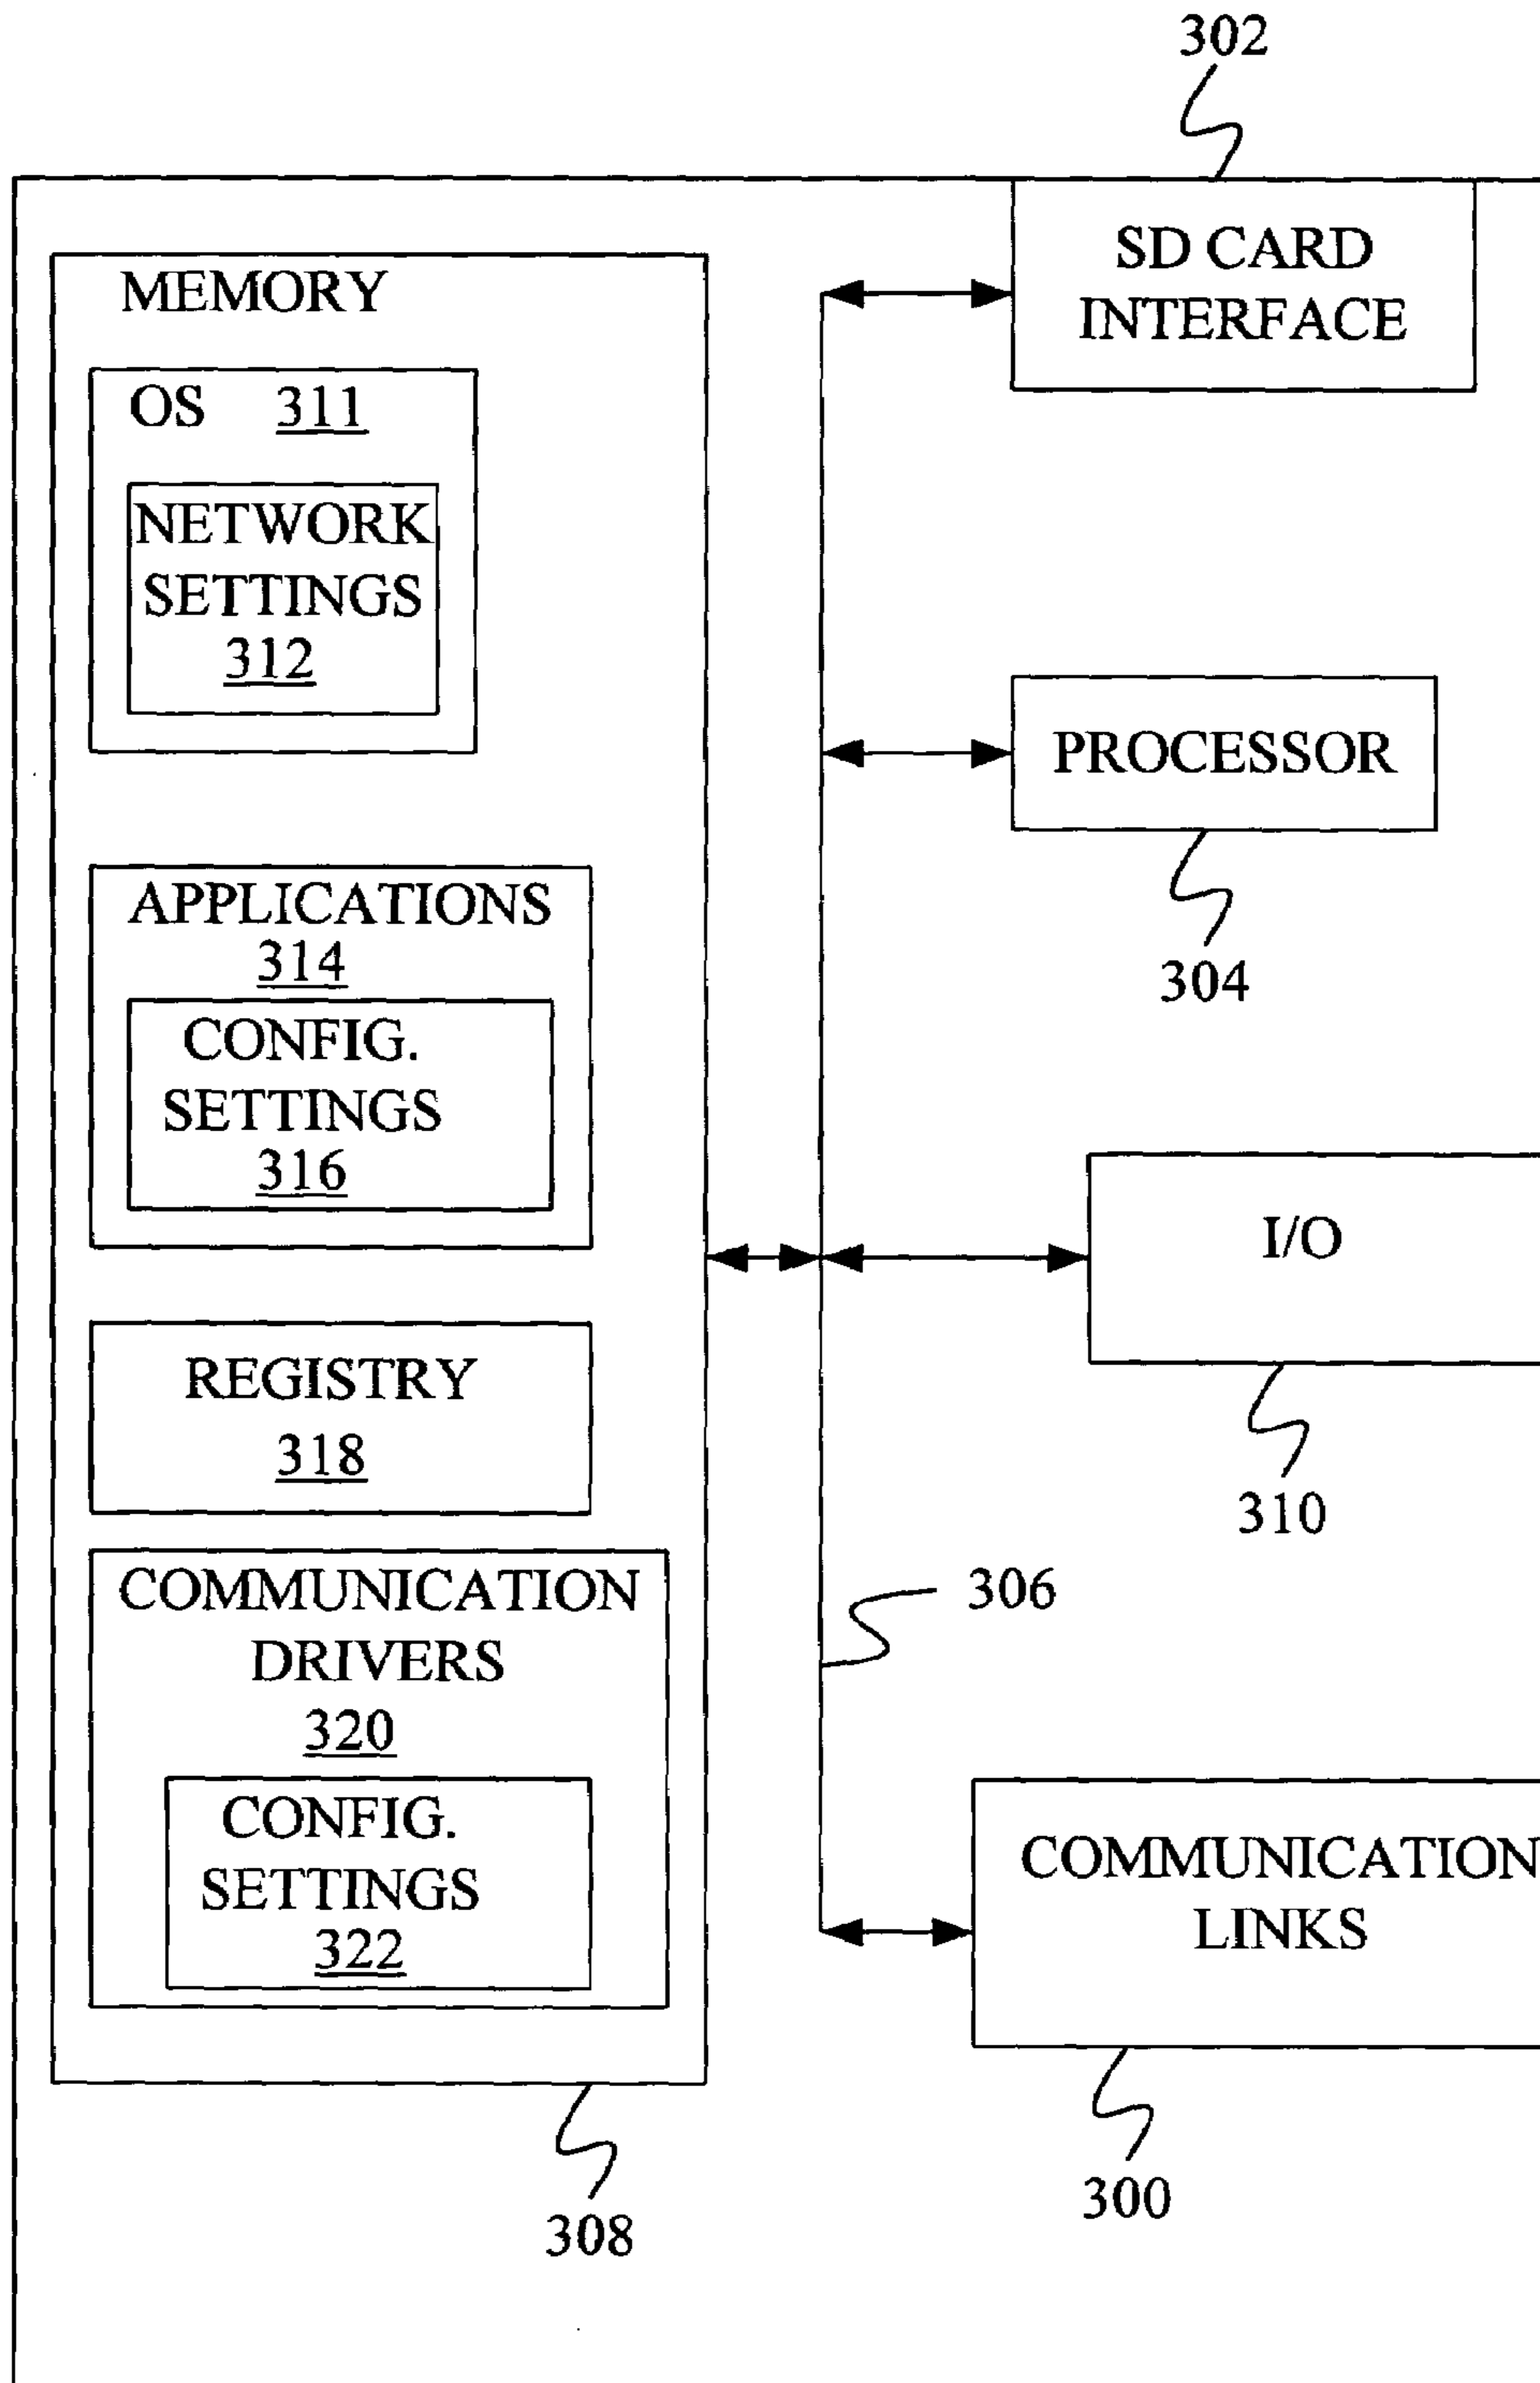 302
SD CARD
INTERFACE
MEMORY
OS 311
NETWORK
SETTINGS
312
PROCESSOR
304
APPLICATIONS
314
CONFIG.
SETTINGS
316
I/O
310
REGISTRY
318
306
COMMUNICATION
DRIVERS
320
CONFIG.
SETTINGS
322
COMMUNICATION
LINKS
300
308